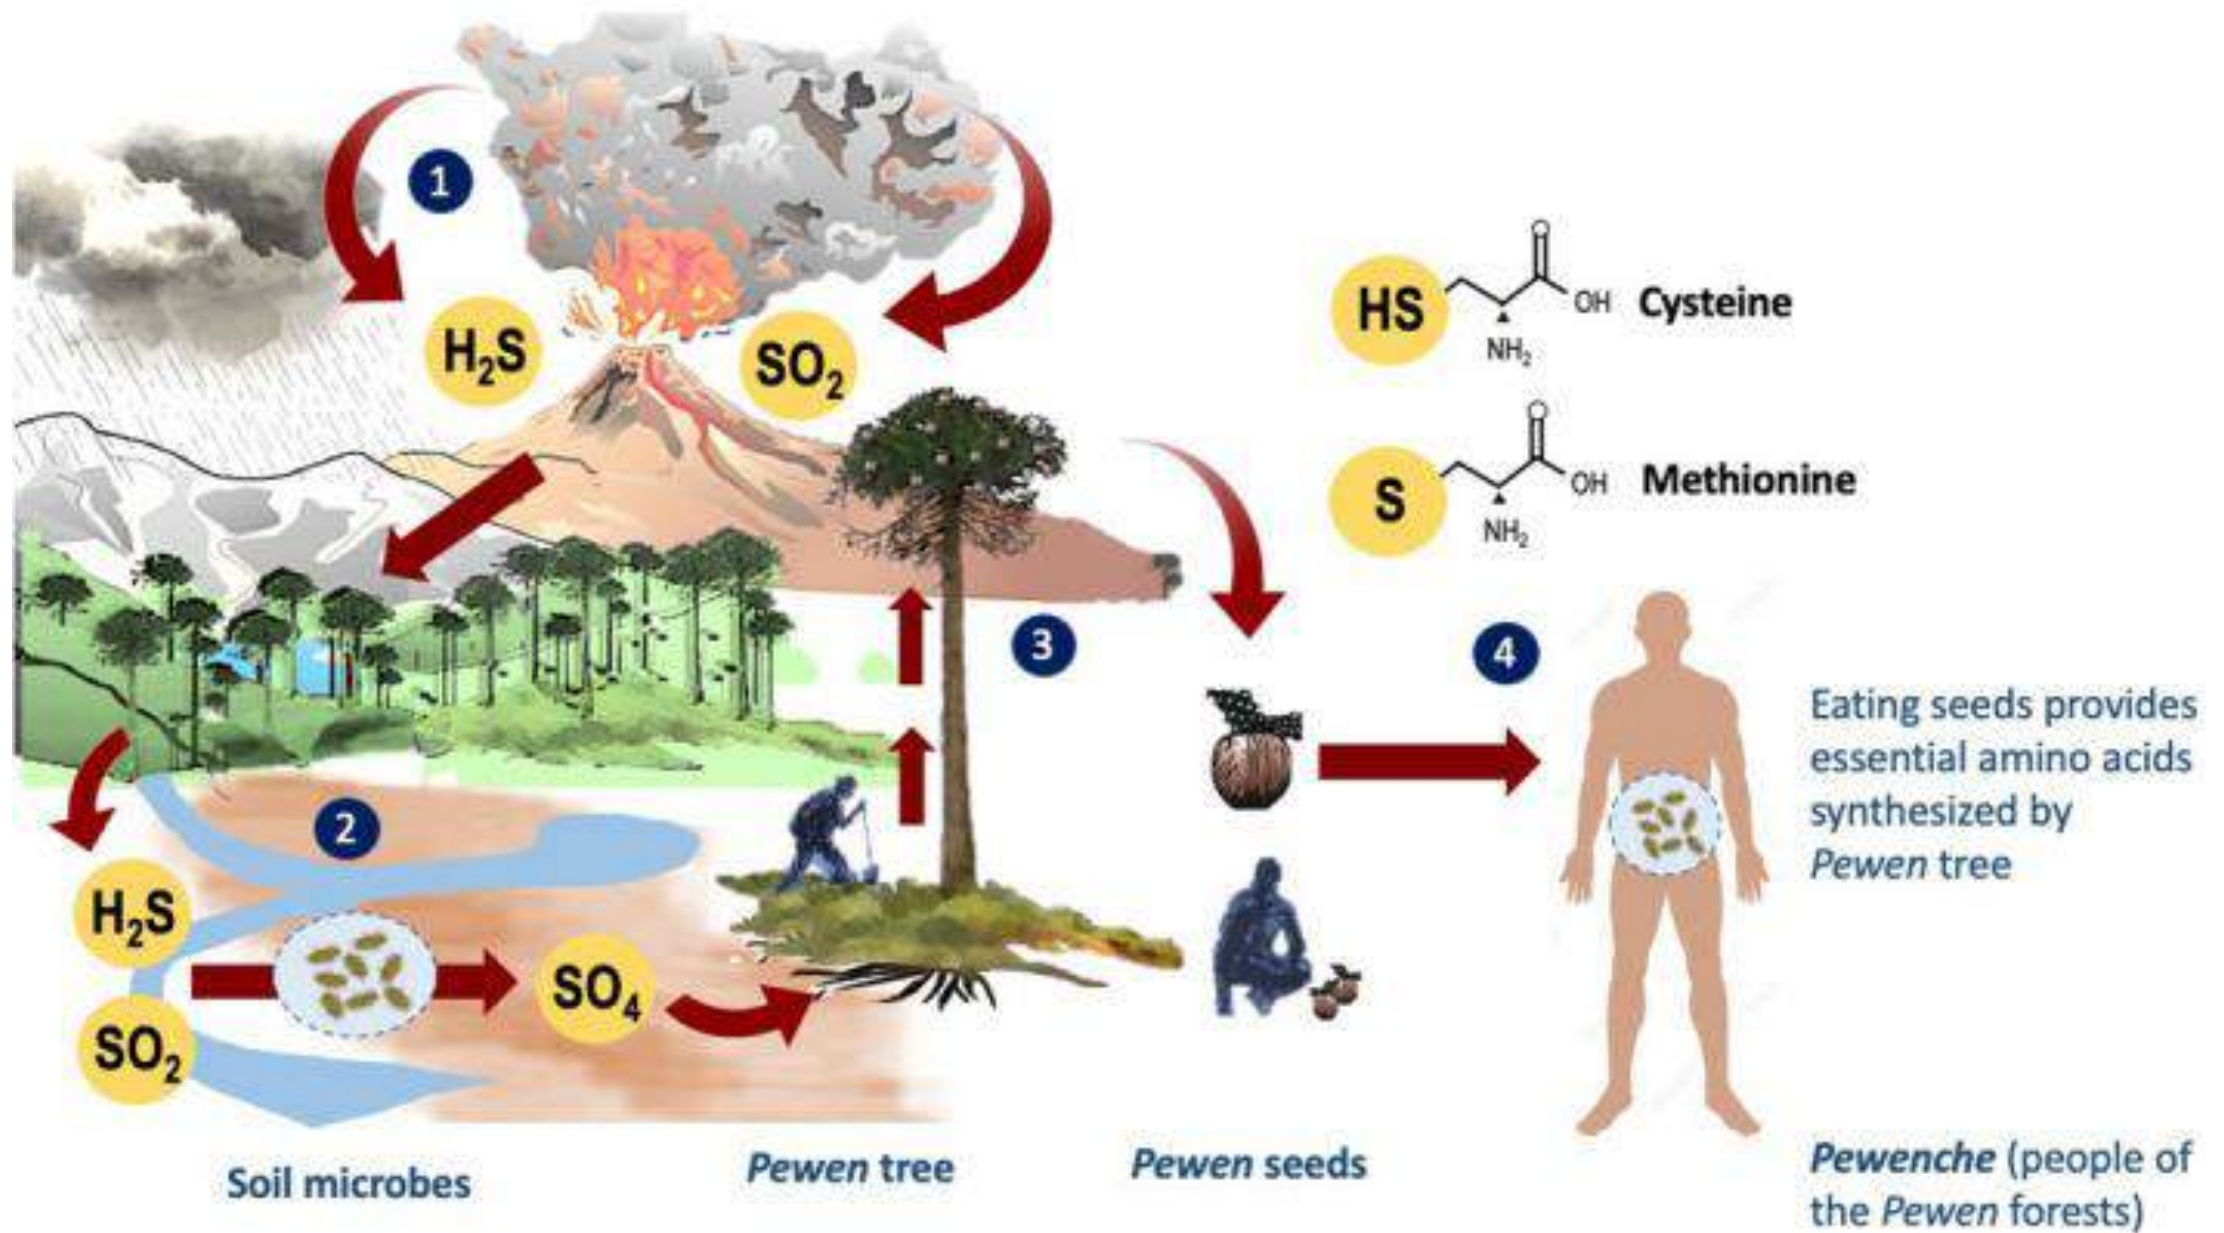 1
H₂S
SO₂
HS
OH
Cysteine
NH₂
S
OH
Methionine
NH₂
3
4
Eating seeds provides
essential amino acids
synthesized by
Pewen tree
2
H₂S
SO₄
SO₂
Soil microbes
Pewen tree
Pewen seeds
Pewenche (people of
the Pewen forests)